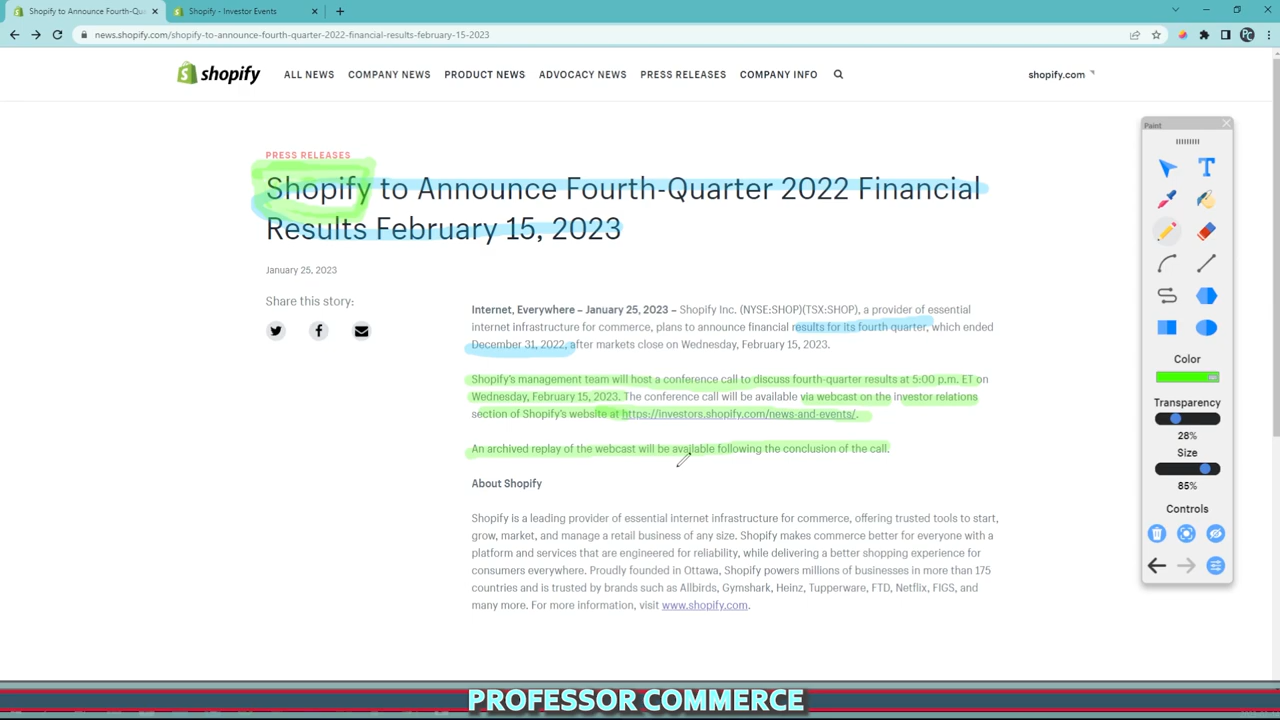 Shopify to Announce Fourth-Qu
Shopify - Investor Events
news.shopify.com/shopify-to-announce-fourth-quarter-2022-financial-results-february-15-2023
shopify
ALL NEWS
COMPANY NEWS
PRODUCT NEWS
ADVOCACY NEWS
PRESS RELEASES
COMPANY INFO
shopify.com
PRESS RELEASES
Shopify to Announce Fourth-Quarter 2022 Financial
Results February 15, 2023
January 25, 2023
Share this story:
Internet, Everywhere – January 25, 2023 – Shopify Inc. (NYSE:SHOP)(TSX:SHOP), a provider of essential
internet infrastructure for commerce, plans to announce financial results for its fourth quarter, which ended
December 31, 2022, after markets close on Wednesday, February 15, 2023.
Shopify's management team will host a conference call to discuss fourth-quarter results at 5:00 p.m. ET on
Wednesday, February 15, 2023. The conference call will be available via webcast on the investor relations
section of Shopify's website at https://investors.shopify.com/news-and-events/.
An archived replay of the webcast will be available following the conclusion of the call.
About Shopify
Shopify is a leading provider of essential internet infrastructure for commerce, offering trusted tools to start,
grow, market, and manage a retail business of any size. Shopify makes commerce better for everyone with a
platform and services that are engineered for reliability, while delivering a better shopping experience for
consumers everywhere. Proudly founded in Ottawa, Shopify powers millions of businesses in more than 175
countries and is trusted by brands such as Allbirds, Gymshark, Heinz, Tupperware, FTD, Netflix, FIGS, and
many more. For more information, visit www.shopify.com.
Paint
T
Color
Transparency
28%
Size
85%
Controls
PROFESSOR COMMERCE